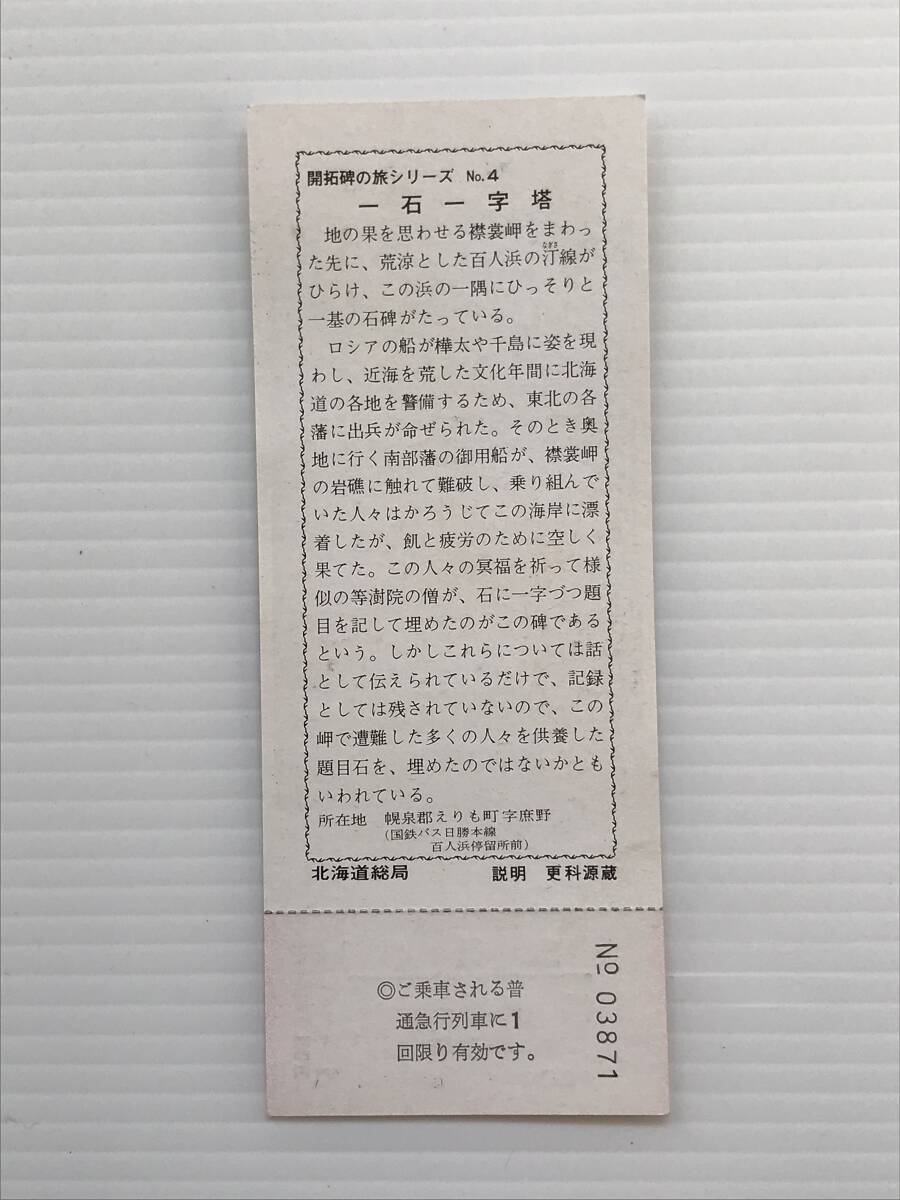 開拓碑の旅シリーズ No.4
一石一字塔
地の果を思わせる襟裳岬をまわっ
た先に、荒涼とした百人浜の汀線が
なぎさ
ひらけ、この浜の一隅にひっそりと
一基の石碑がたっている。
ロシアの船が樺太や千島に姿を現
わし、近海を荒した文化年間に北海
道の各地を警備するため、東北の各
藩に出兵が命ぜられた。そのとき奥
地に行く南部藩の御用船が、襟裳岬
の岩礁に触れて難破し、乗り組んで
いた人々はかろうじてこの海岸に漂
着したが、飢と疲労のために空しく
果てた。この人々の冥福を祈って様
似の等澍院の僧が、石に一字づつ題
目を記して埋めたのがこの碑である
という。しかしこれらについては話
として伝えられているだけで、記録
としては残されていないので、この
岬で遭難した多くの人々を供養した
題目石を、埋めたのではないかとも
いわれている。
所在地 幌泉郡えりも町字庶野
(国鉄バス日勝本線
百人浜停留所前)
北海道総局 説明 更科源蔵
◎ご乗車される普
通急行列車に1
回限り有効です。
No 03871